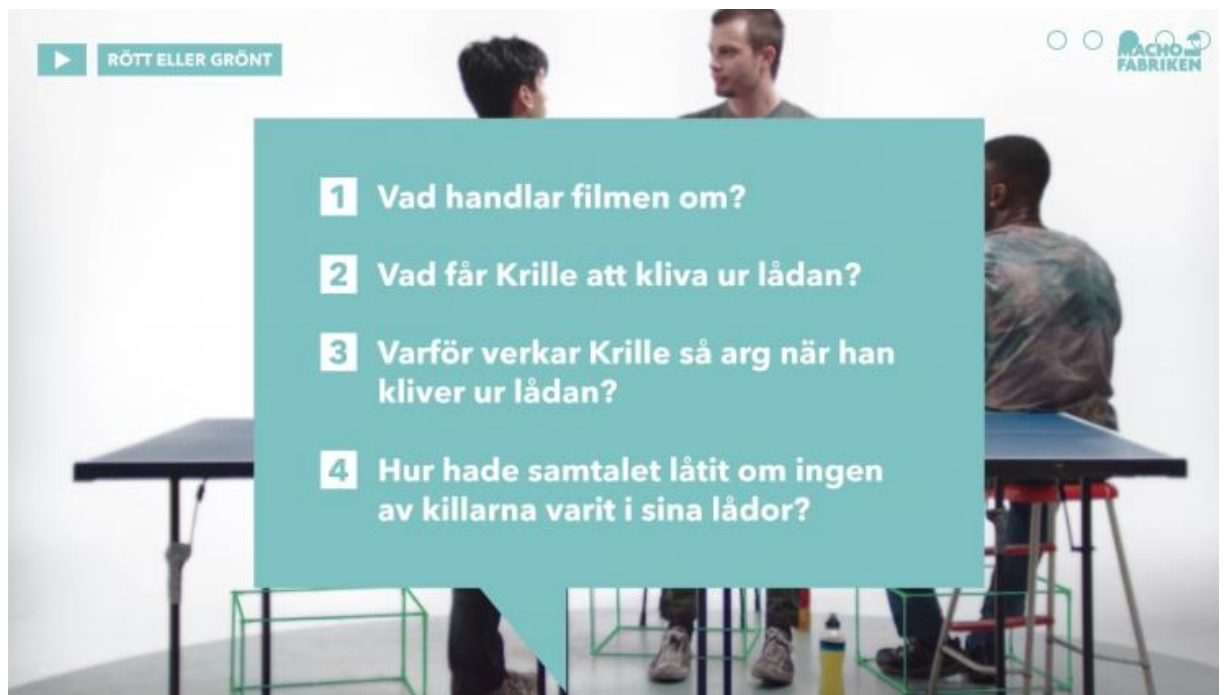 RÖTT ELLER GRÖNT
MACHO
FABRIKEN
1 Vad handlar filmen om?
2 Vad får Krille att kliva ur lådan?
3 Varför verkar Krille så arg när han
kliver ur lådan?
4 Hur hade samtalet låtit om ingen
av killarna varit i sina lådor?